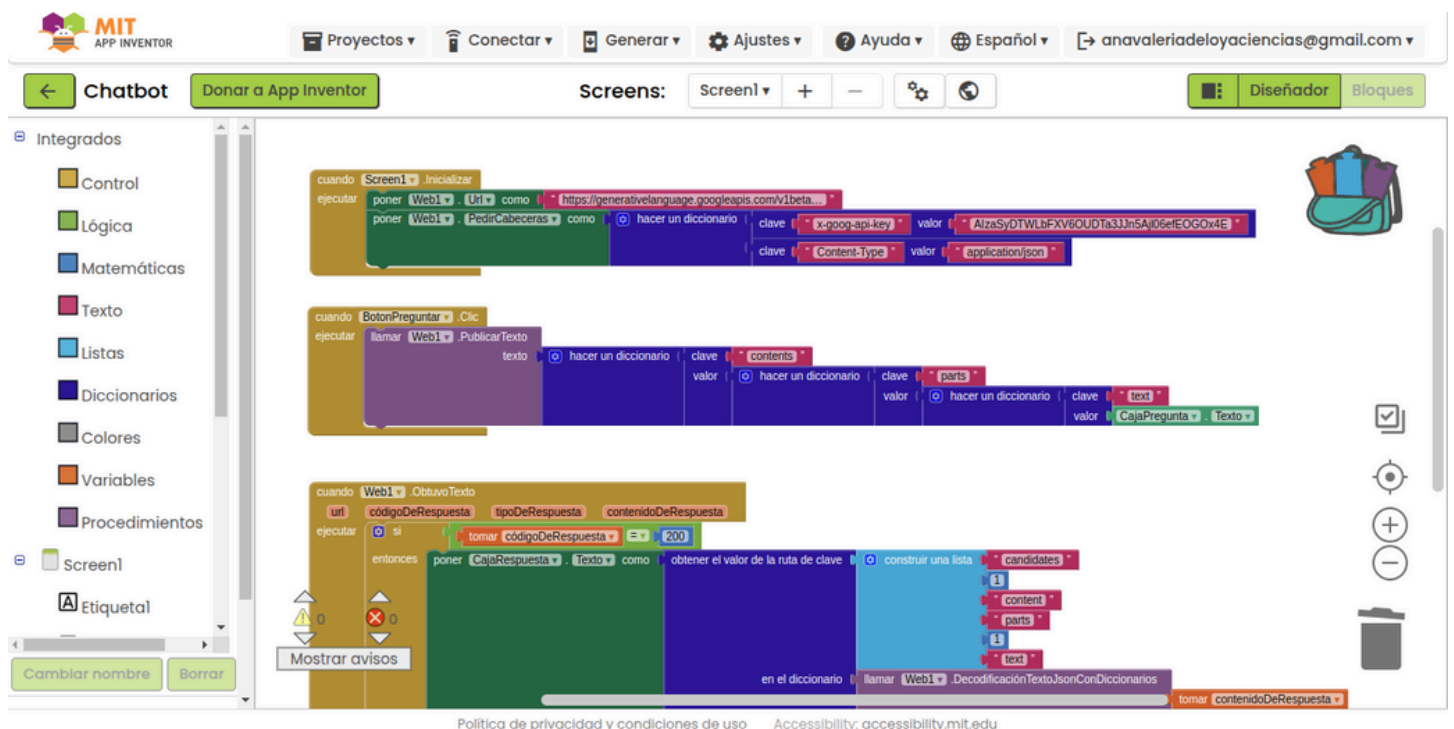 MIT
APP INVENTOR
Proyectos Conectar Generar Ajustes Ayuda Español anavaleriadeloyaciencias@gmail.com
Chatbot Donar a App Inventor Screens: Screen1 + − Diseñador Bloques
Integrados
Control
Lógica
Matemáticas
Texto
Listas
Diccionarios
Colores
Variables
Procedimientos
Screen1
Etiqueta1
Cambiar nombre Borrar
cuando Screen1 .Inicializar
ejecutar poner Web1 . Url como " https://generativelanguage.googleapis.com/v1beta... "
poner Web1 . PedirCabeceras como hacer un diccionario clave " x-goog-api-key " valor " AIzaSyDTWLbFXV6OUDTa3JJn5Ajl06efEOGOx4E "
clave " Content-Type " valor " application/json "
cuando BotonPreguntar .Clic
ejecutar llamar Web1 .PublicarTexto
texto hacer un diccionario clave " contents "
valor hacer un diccionario clave " parts "
valor hacer un diccionario clave " text "
valor CajaPregunta . Texto
cuando Web1 .ObtuvoTexto
url códigoDeRespuesta tipoDeRespuesta contenidoDeRespuesta
ejecutar si tomar códigoDeRespuesta = 200
entonces poner CajaRespuesta . Texto como obtener el valor de la ruta de clave construir una lista " candidates "
1
" content "
" parts "
1
" text "
en el diccionario llamar Web1 .DecodificaciónTextoJsonConDiccionarios
tomar contenidoDeRespuesta
0 0
Mostrar avisos
Política de privacidad y condiciones de uso Accessibility: accessibility.mit.edu